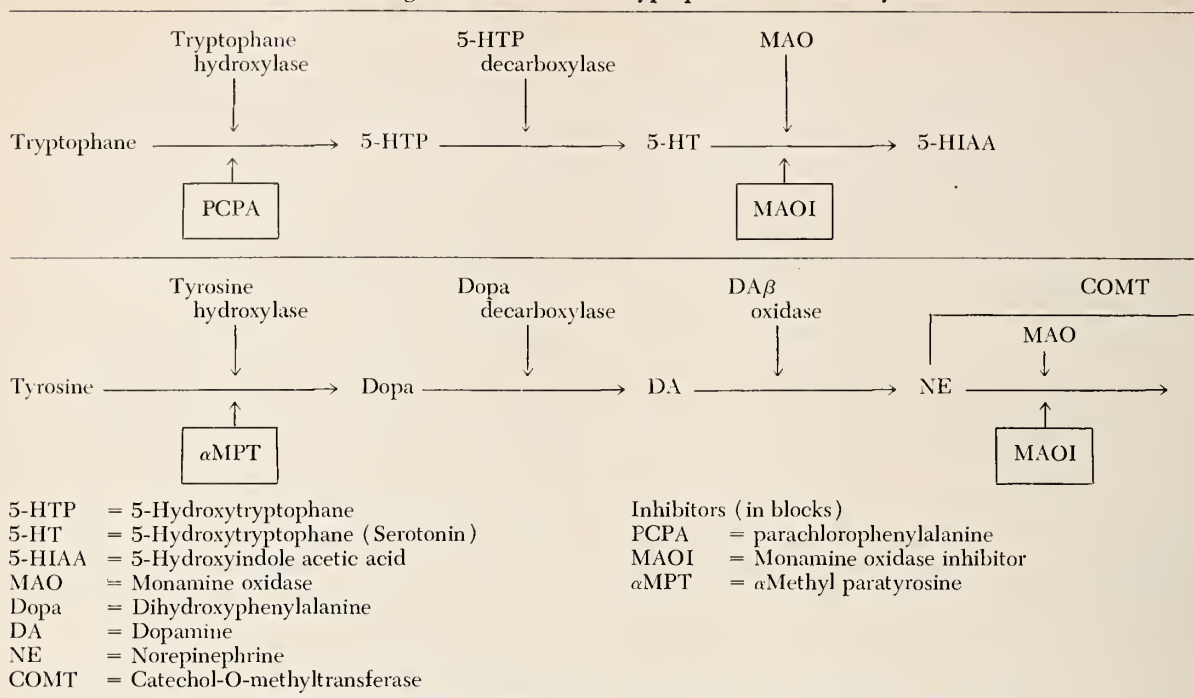 Tryptophane
hydroxylase
5-HTP
decarboxylase
MAO
Tryptophane
5-HTP
5-HT
5-HIAA
PCPA
MAOI
Tyrosine
hydroxylase
Dopa
decarboxylase
DAβ
oxidase
COMT
MAO
Tyrosine
Dopa
DA
NE
αMPT
MAOI
5-HTP = 5-Hydroxytryptophane
5-HT = 5-Hydroxytryptophane (Serotonin)
5-HIAA = 5-Hydroxyindole acetic acid
MAO = Monamine oxidase
Dopa = Dihydroxyphenylalanine
DA = Dopamine
NE = Norepinephrine
COMT = Catechol-O-methyltransferase
Inhibitors (in blocks)
PCPA = parachlorophenylalanine
MAOI = Monamine oxidase inhibitor
αMPT = αMethyl paratyrosine